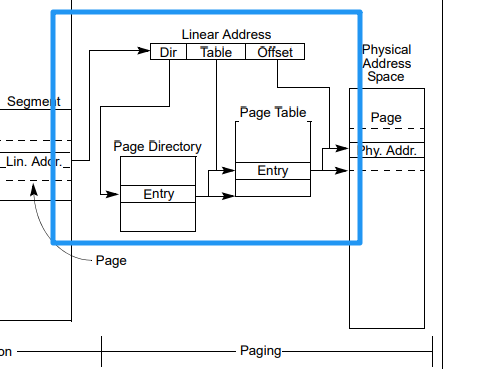 Linear Address
Dir Table Offset
Physical
Address
Space
Segment
Page Table
Page
Page Directory
Lin. Addr.
Phy. Addr.
Entry
Entry
Page
on
Paging